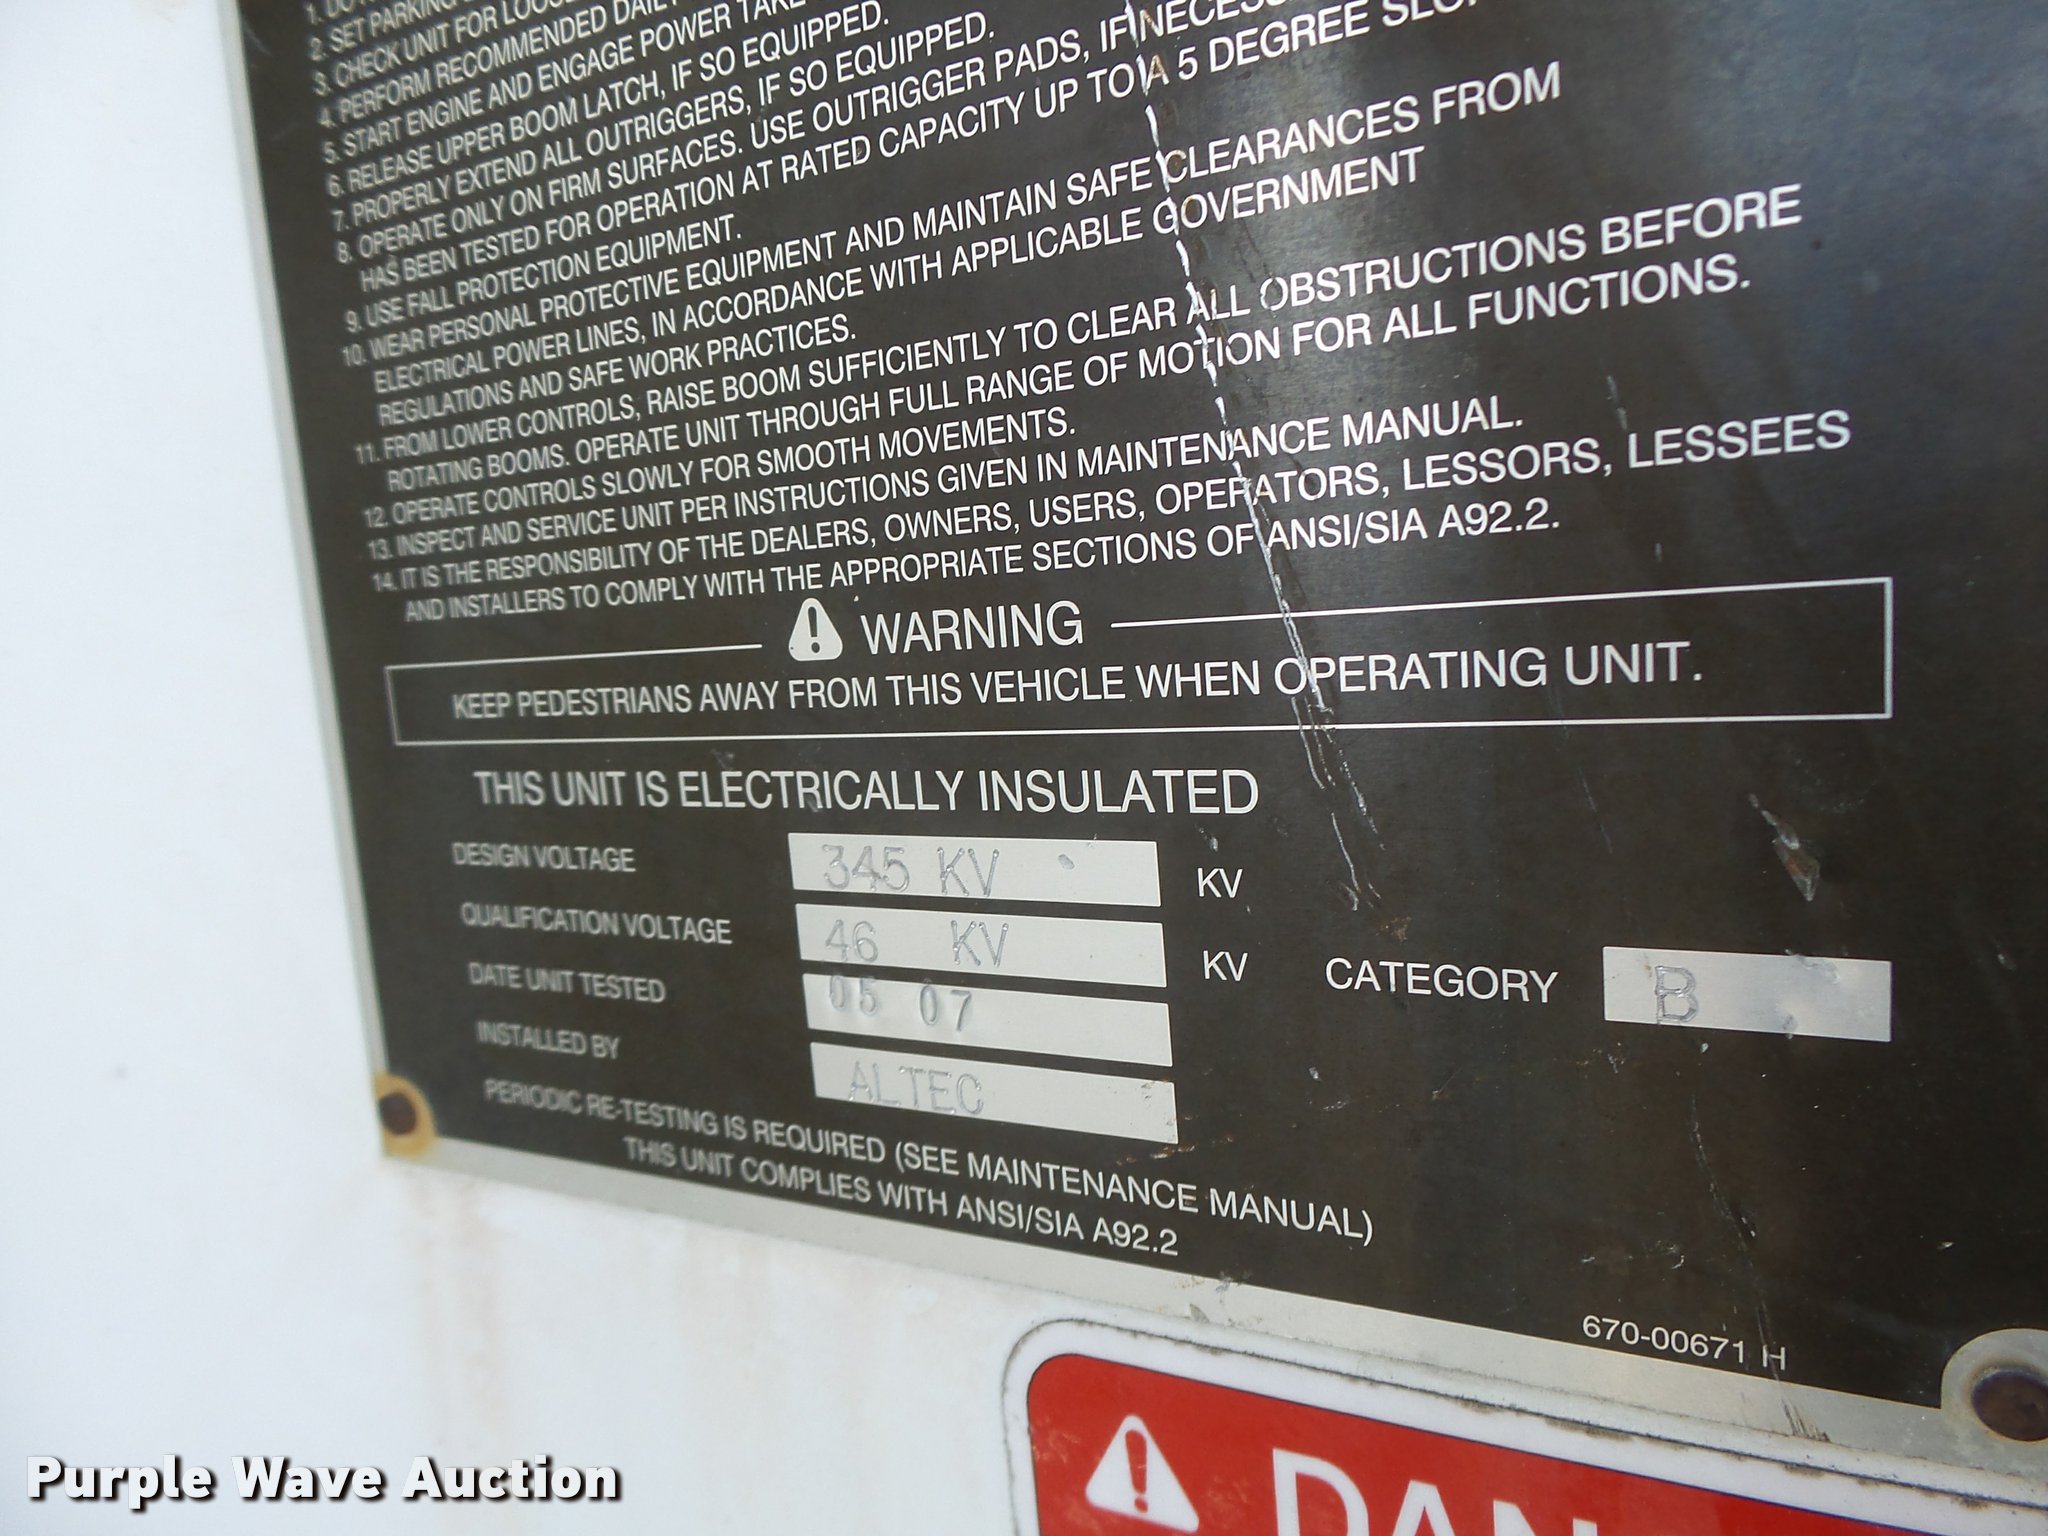 1. DO
2. SET PARKING
3. CHECK UNIT FOR LOOSE
4. PERFORM RECOMMENDED DAILY
5. START ENGINE AND ENGAGE POWER TAKE
6. RELEASE UPPER BOOM LATCH, IF SO EQUIPPED.
7. PROPERLY EXTEND ALL OUTRIGGERS, IF SO EQUIPPED.
8. OPERATE ONLY ON FIRM SURFACES. USE OUTRIGGER PADS, IF NECESS
HAS BEEN TESTED FOR OPERATION AT RATED CAPACITY UP TO A 5 DEGREE SLO
9. USE FALL PROTECTION EQUIPMENT.
10. WEAR PERSONAL PROTECTIVE EQUIPMENT AND MAINTAIN SAFE CLEARANCES FROM
ELECTRICAL POWER LINES, IN ACCORDANCE WITH APPLICABLE GOVERNMENT
REGULATIONS AND SAFE WORK PRACTICES.
11. FROM LOWER CONTROLS, RAISE BOOM SUFFICIENTLY TO CLEAR ALL OBSTRUCTIONS BEFORE
ROTATING BOOMS. OPERATE UNIT THROUGH FULL RANGE OF MOTION FOR ALL FUNCTIONS.
12. OPERATE CONTROLS SLOWLY FOR SMOOTH MOVEMENTS.
13. INSPECT AND SERVICE UNIT PER INSTRUCTIONS GIVEN IN MAINTENANCE MANUAL.
14. IT IS THE RESPONSIBILITY OF THE DEALERS, OWNERS, USERS, OPERATORS, LESSORS, LESSEES
AND INSTALLERS TO COMPLY WITH THE APPROPRIATE SECTIONS OF ANSI/SIA A92.2.
WARNING
KEEP PEDESTRIANS AWAY FROM THIS VEHICLE WHEN OPERATING UNIT.
THIS UNIT IS ELECTRICALLY INSULATED
DESIGN VOLTAGE 345 KV KV
QUALIFICATION VOLTAGE 46 KV KV CATEGORY B
DATE UNIT TESTED 05 07
INSTALLED BY ALTEC
PERIODIC RE-TESTING IS REQUIRED (SEE MAINTENANCE MANUAL)
THIS UNIT COMPLIES WITH ANSI/SIA A92.2
670-00671 H
DAN
Purple Wave Auction